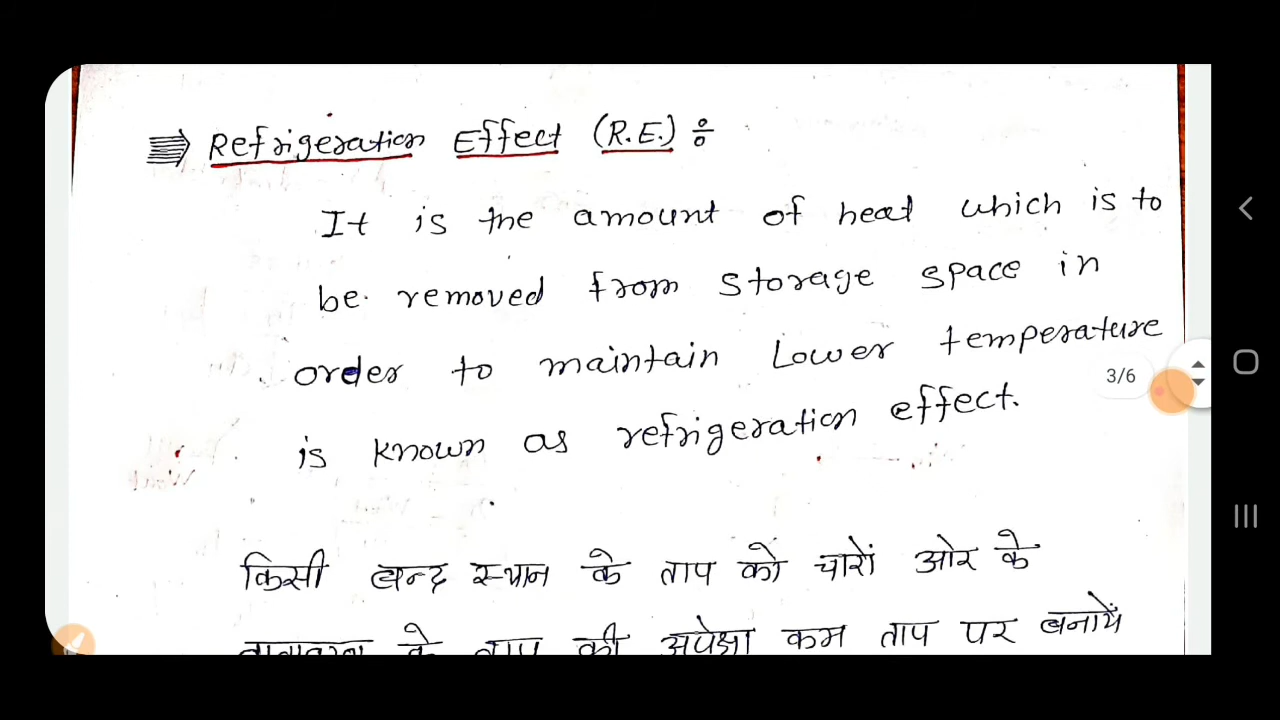 ⇒ Refrigeration Effect (R.E.) ÷
It is the amount of heat which is to
be removed from storage space in
order to maintain Lower temperature
3/6
is known as refrigeration effect.
किसी बन्द स्थान के ताप को चारों ओर के
के ताप की अपेक्षा कम ताप पर बनायें